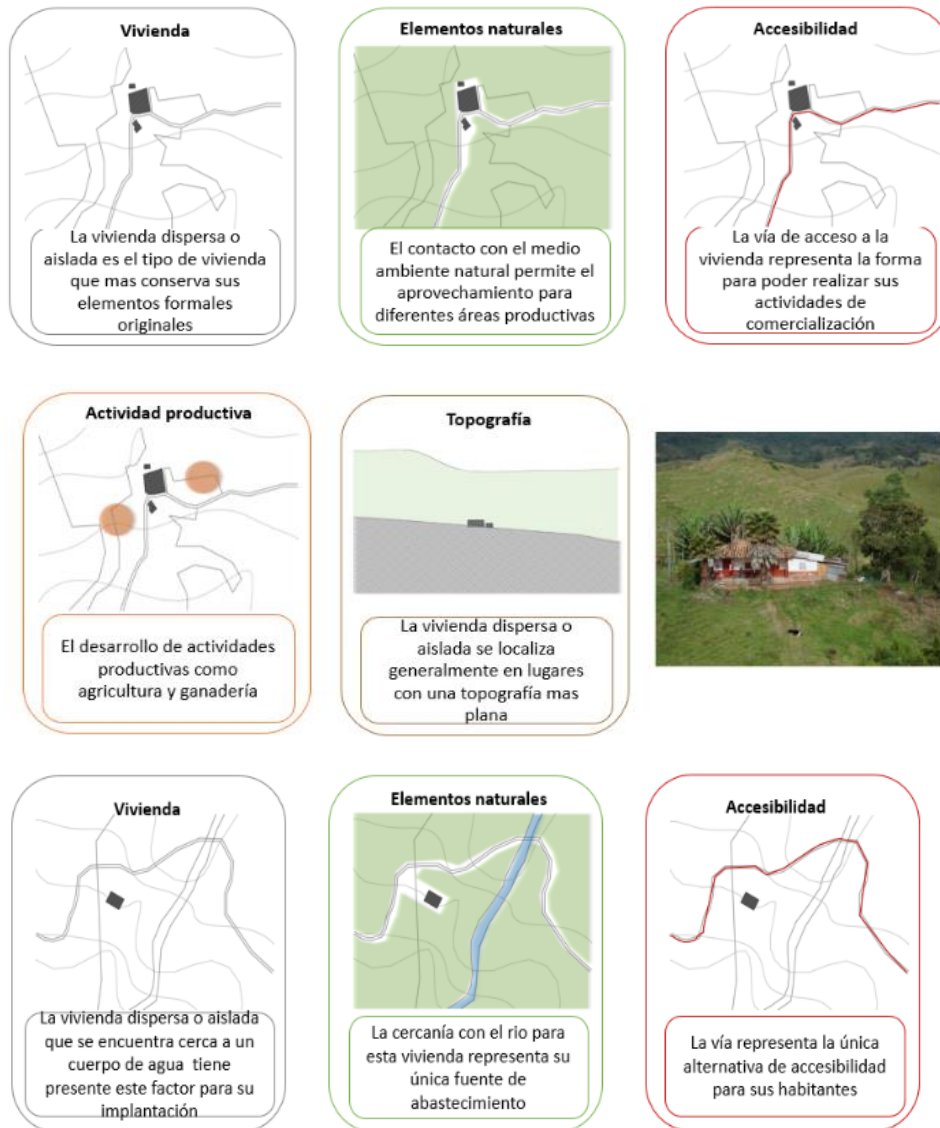 Vivienda
La vivienda dispersa o
aislada es el tipo de vivienda
que mas conserva sus
elementos formales
originales
Elementos naturales
El contacto con el medio
ambiente natural permite el
aprovechamiento para
diferentes áreas productivas
Accesibilidad
La vía de acceso a la
vivienda representa la forma
para poder realizar sus
actividades de
comercialización
Actividad productiva
El desarrollo de actividades
productivas como
agricultura y ganadería
Topografía
La vivienda dispersa o
aislada se localiza
generalmente en lugares
con una topografía mas
plana
Vivienda
La vivienda dispersa o aislada
que se encuentra cerca a un
cuerpo de agua tiene
presente este factor para su
implantación
Elementos naturales
La cercanía con el rio para
esta vivienda representa su
única fuente de
abastecimiento
Accesibilidad
La vía representa la única
alternativa de accesibilidad
para sus habitantes